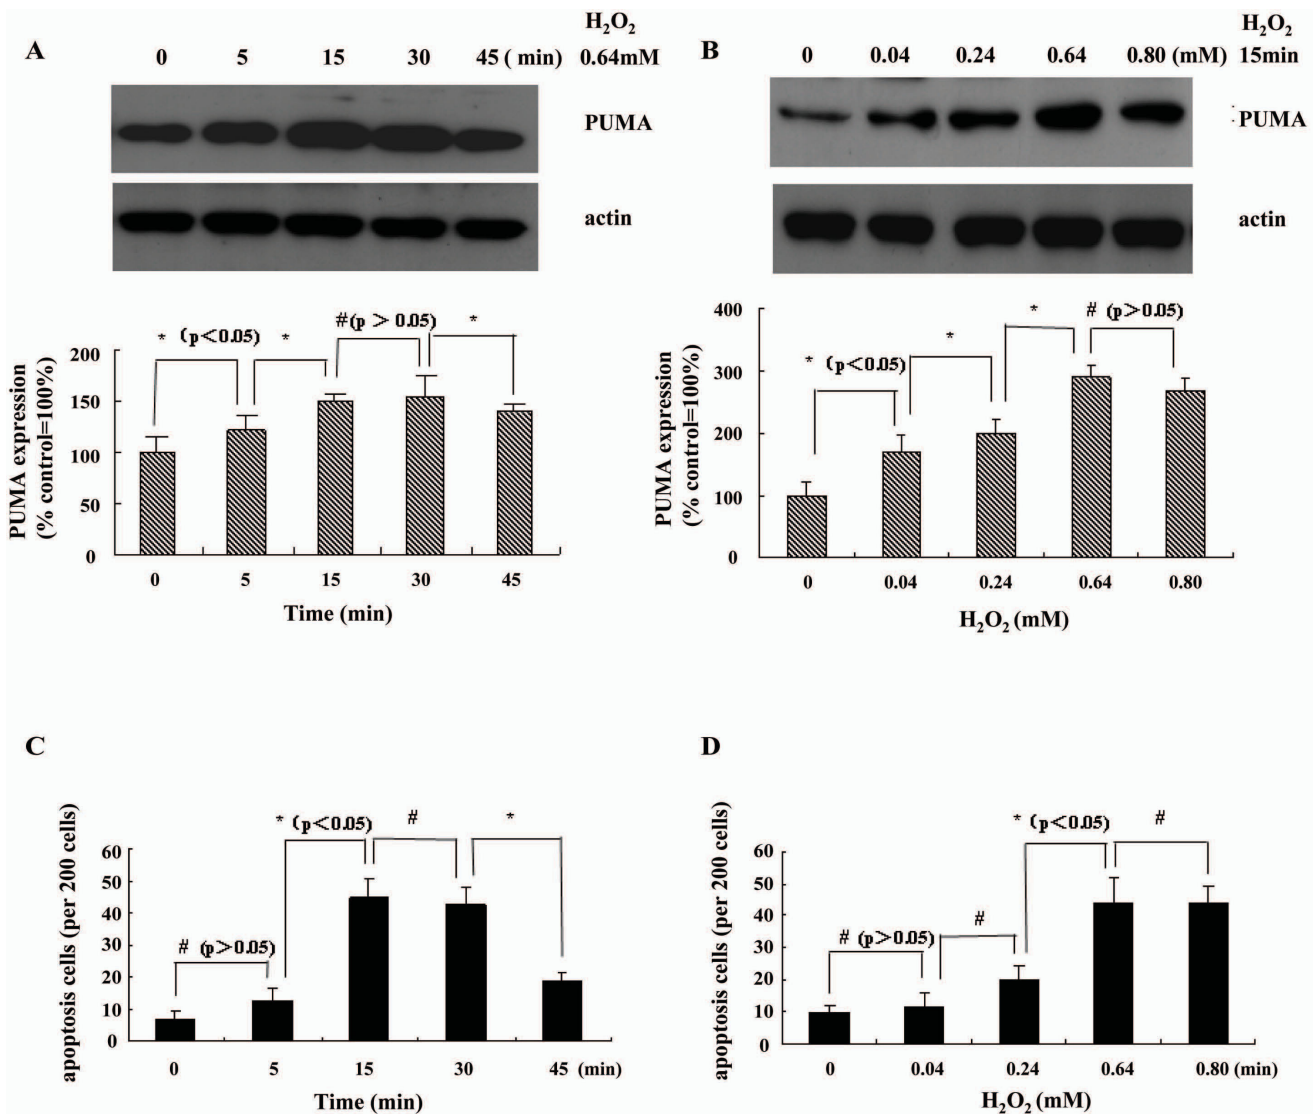 A
0 5 15 30 45 ( min)
H₂O₂
0.64mM
PUMA
actin
* (p<0.05)
*
#(p > 0.05)
*
PUMA expression
(% control=100%)
200
150
100
50
0
0 5 15 30 45
Time (min)
B
0 0.04 0.24 0.64 0.80 (mM)
H₂O₂
15min
PUMA
actin
* (p<0.05)
*
*
# (p>0.05)
PUMA expression
(% control=100%)
400
300
200
100
0
0 0.04 0.24 0.64 0.80
H₂O₂ (mM)
C
# (p>0.05)
* (p<0.05)
#
*
apoptosis cells (per 200 cells)
60
50
40
30
20
10
0
0 5 15 30 45 (min)
Time (min)
D
# (p>0.05)
#
* (p<0.05)
#
apoptosis cells (per 200 cells)
60
50
40
30
20
10
0
0 0.04 0.24 0.64 0.80 (min)
H₂O₂ (mM)